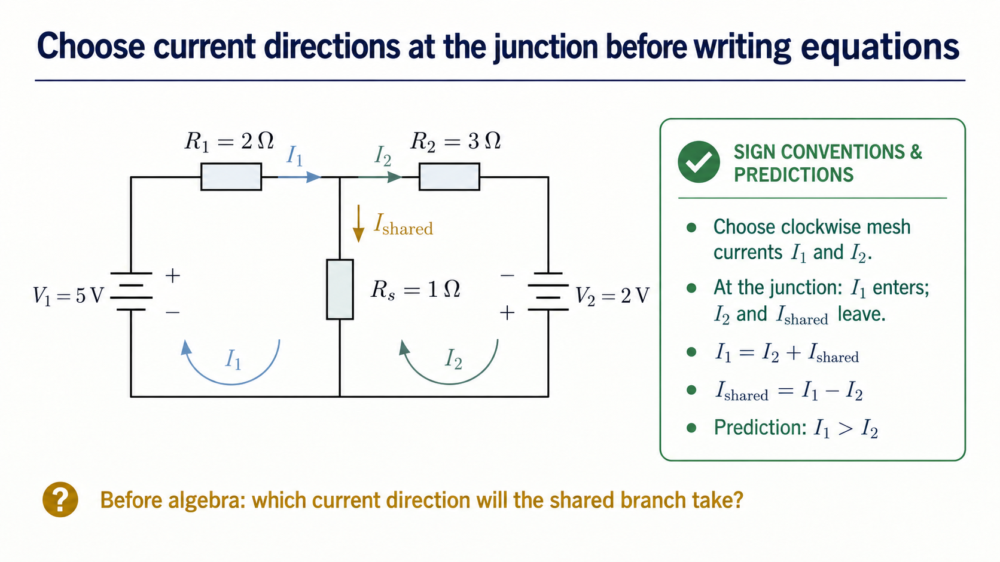 Choose current directions at the junction before writing equations
R₁ = 2 Ω
I₁
I₂
R₂ = 3 Ω
I_shared
V₁ = 5 V
+
−
R_s = 1 Ω
−
+
V₂ = 2 V
I₁
I₂
SIGN CONVENTIONS &
PREDICTIONS
• Choose clockwise mesh
currents I₁ and I₂.
• At the junction: I₁ enters;
I₂ and I_shared leave.
• I₁ = I₂ + I_shared
• I_shared = I₁ − I₂
• Prediction: I₁ > I₂
? Before algebra: which current direction will the shared branch take?